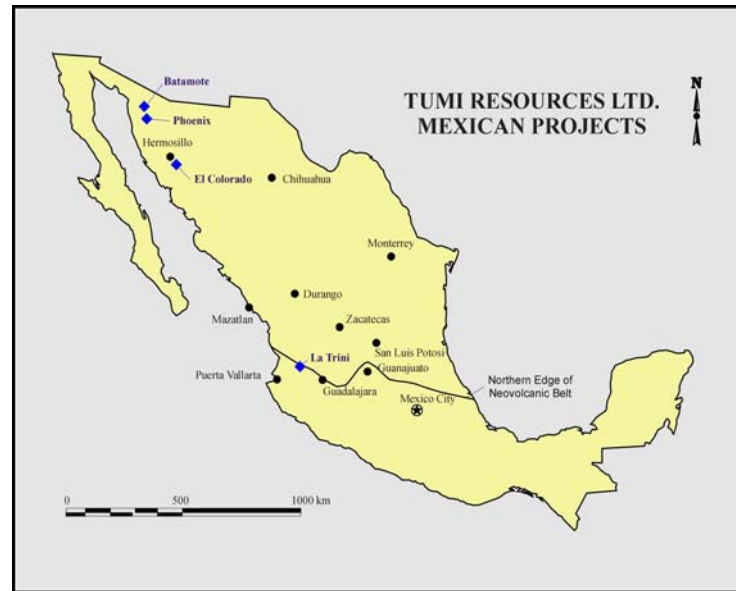 TUMI RESOURCES LTD.
MEXICAN PROJECTS
N
Batamote
Phoenix
Hermosillo
El Colorado
Chihuahua
Monterrey
Durango
Mazatlan
Zacatecas
San Luis Potosi
La Trini
Guanajuato
Puerta Vallarta
Guadalajara
Northern Edge of
Neovolcanic Belt
Mexico City
0 500 1000 km